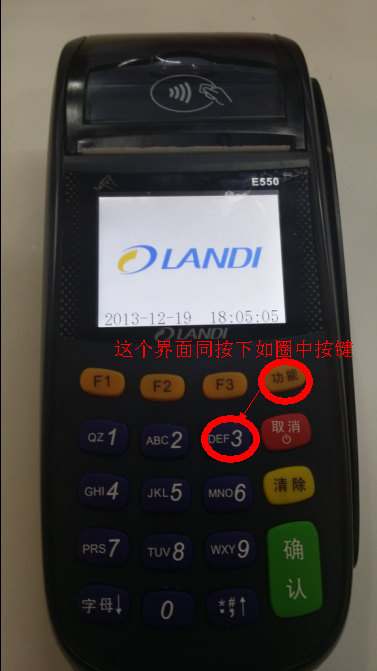 E550
LANDI
2013-12-19 18:05:05
LANDI
这个界面同按下如圈中按键
F1 F2 F3 功能
QZ 1 ABC 2 DEF 3 取消
GHI 4 JKL 5 MNO 6 清除
PRS 7 TUV 8 WXY 9 确认
字母↓ 0 *:#,↑